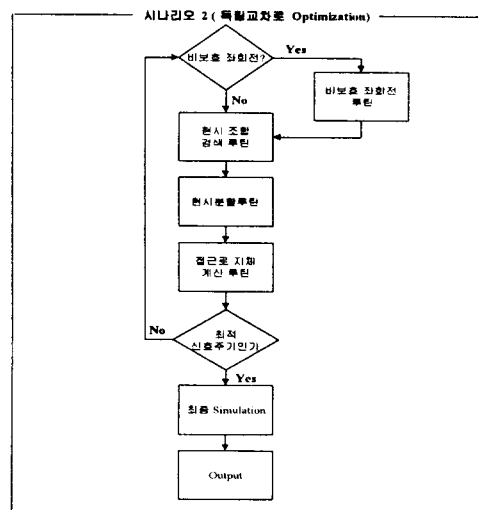 시나리오 2 ( 독립교차로 Optimization)
비보호 좌회전?
Yes
비보호 좌회전
루틴
No
현시 조합
검색 루틴
현시분할루틴
접근로 지체
계산 루틴
최적
신호주기인가
No
Yes
최종 Simulation
Output